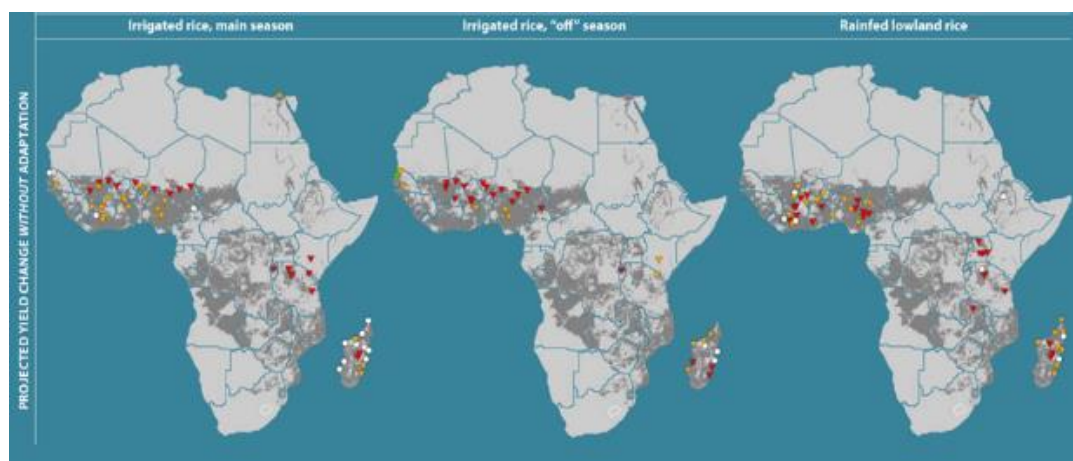 Irrigated rice, main season
Irrigated rice, “off” season
Rainfed lowland rice
PROJECTED YIELD CHANGE WITHOUT ADAPTATION